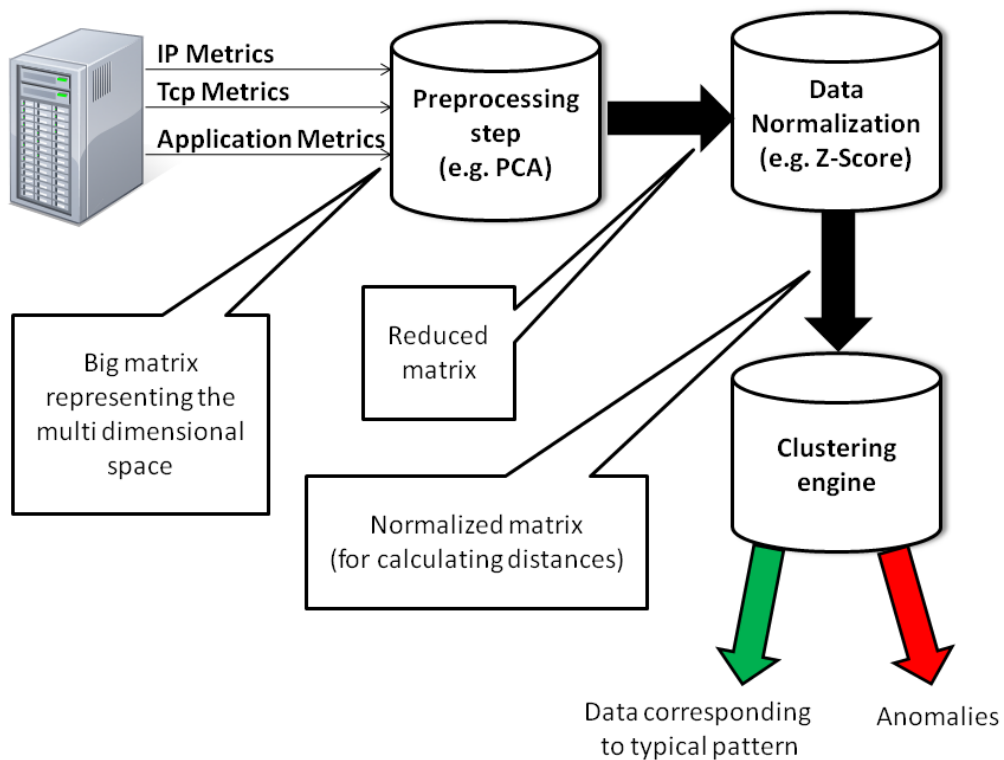 IP Metrics
Tcp Metrics
Application Metrics
Preprocessing
step
(e.g. PCA)
Data
Normalization
(e.g. Z-Score)
Big matrix
representing the
multi dimensional
space
Reduced
matrix
Normalized matrix
(for calculating distances)
Clustering
engine
Data corresponding
to typical pattern
Anomalies